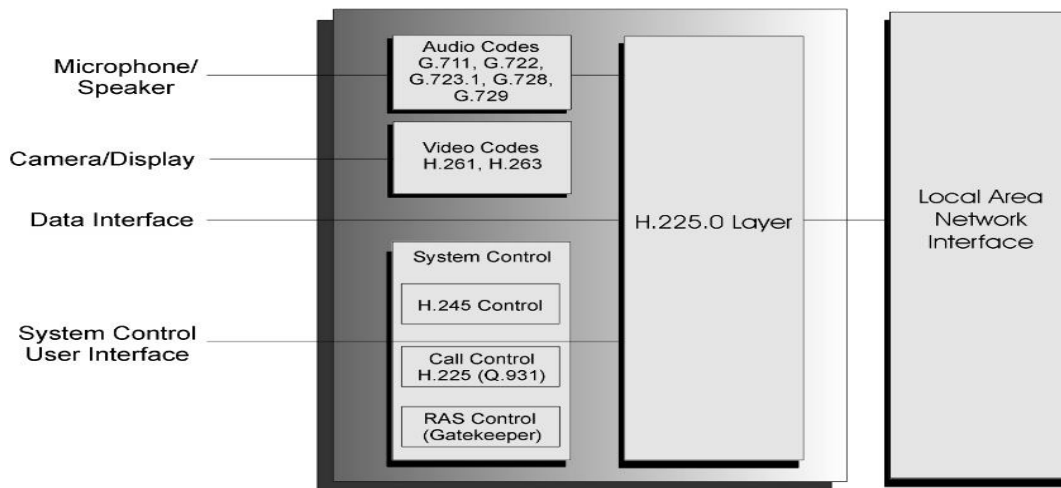 Microphone/
Speaker
Camera/Display
Data Interface
System Control
User Interface
Audio Codes
G.711, G.722,
G.723.1, G.728,
G.729
Video Codes
H.261, H.263
System Control
H.245 Control
Call Control
H.225 (Q.931)
RAS Control
(Gatekeeper)
H.225.0 Layer
Local Area
Network
Interface